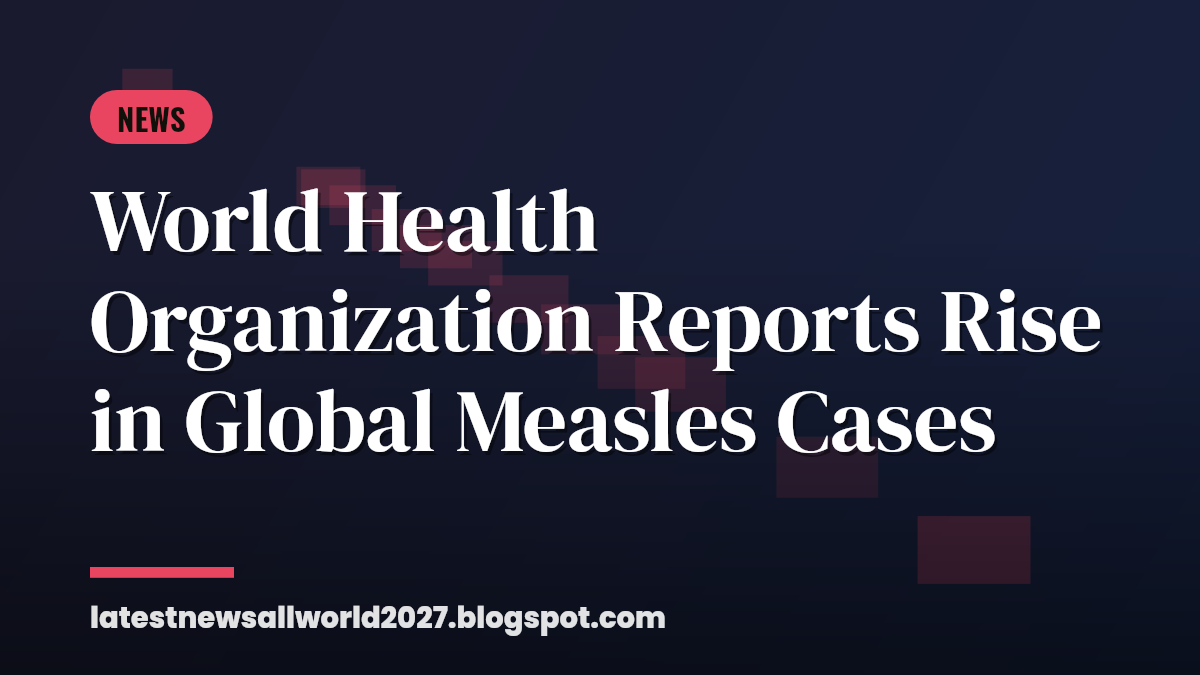 NEWS
World Health
Organization Reports Rise
in Global Measles Cases
latestnewsallworld2027.blogspot.com